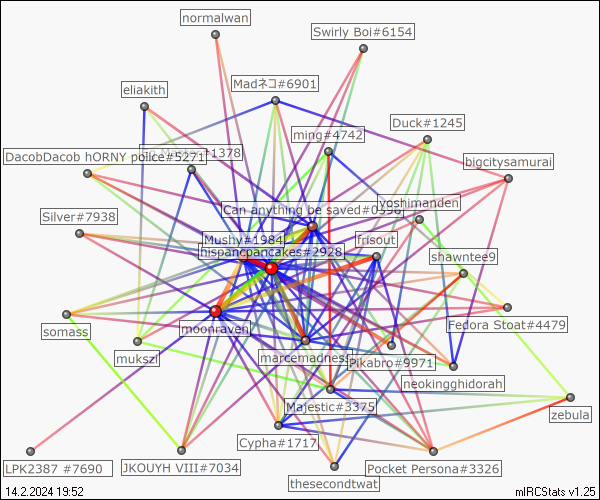 normalwan
Swirly Boi#6154
Madネコ#6901
eliakith
Duck#1245
ming#4742
DacobDacob hORNY police#5271
#1378
bigcitysamurai
yoshimanden
Can anything be saved#0398
Silver#7938
Mushy#1984
frisout
hispancpancakes#2928
shawntee9
Fedora Stoat#4479
somass
moonraven
mukszi
marcemadness
Pikabro#9971
neokingghidorah
Majestic#3375
zebula
Cypha#1717
LPK2387 #7690
JKOUYH VIII#7034
Pocket Persona#3326
thesecondtwat
14.2.2024 19:52
mIRCStats v1.25